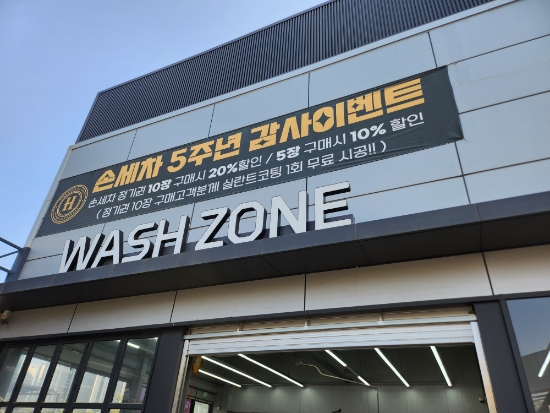 손세차 5주년 감사이벤트
손세차 정기권 10장 구매시 20%할인 / 5장 구매시 10% 할인
( 정기권 10장 구매고객분께 실란트코팅 1회 무료 시공!! )
H
WASH ZONE